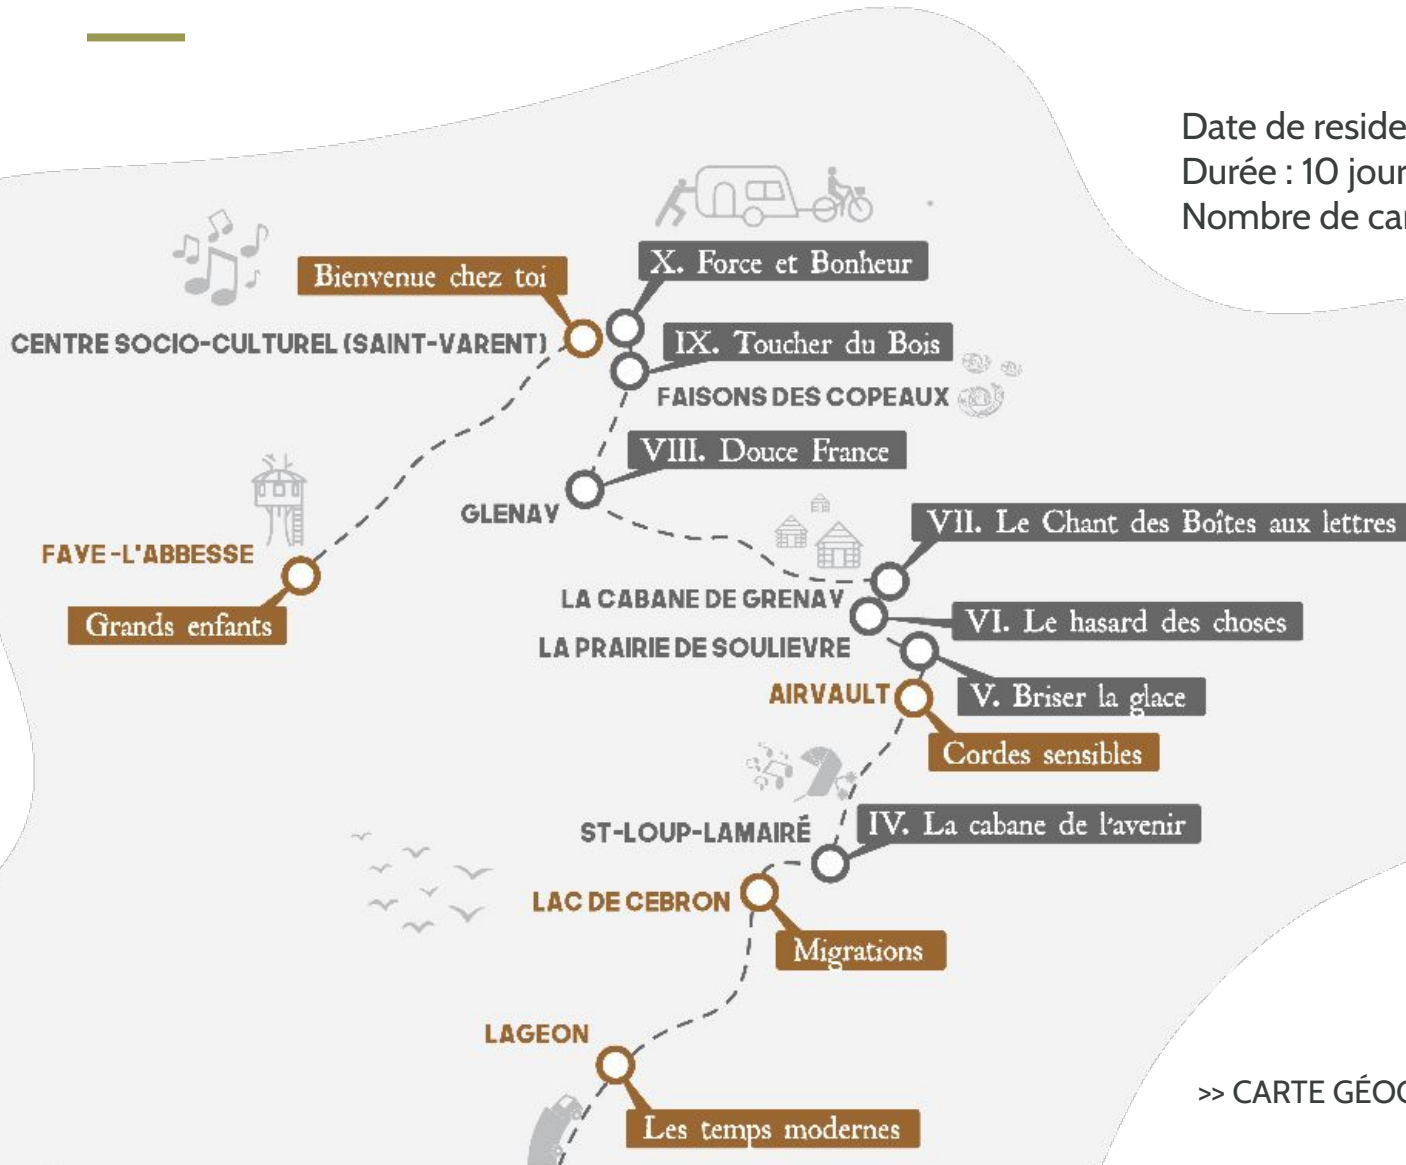 Date de reside
Durée : 10 jour
Nombre de car
X. Force et Bonheur
Bienvenue chez toi
CENTRE SOCIO-CULTUREL (SAINT-VARENT)
IX. Toucher du Bois
FAISONS DES COPEAUX
VIII. Douce France
GLENAY
VII. Le Chant des Boîtes aux lettres
FAYE-L'ABBESSE
Grands enfants
LA CABANE DE GRENAY
VI. Le hasard des choses
LA PRAIRIE DE SOULIEVRE
V. Briser la glace
AIRVAULT
Cordes sensibles
ST-LOUP-LAMAIRÉ
IV. La cabane de l'avenir
LAC DE CEBRON
Migrations
LAGEON
>> CARTE GÉOG
Les temps modernes